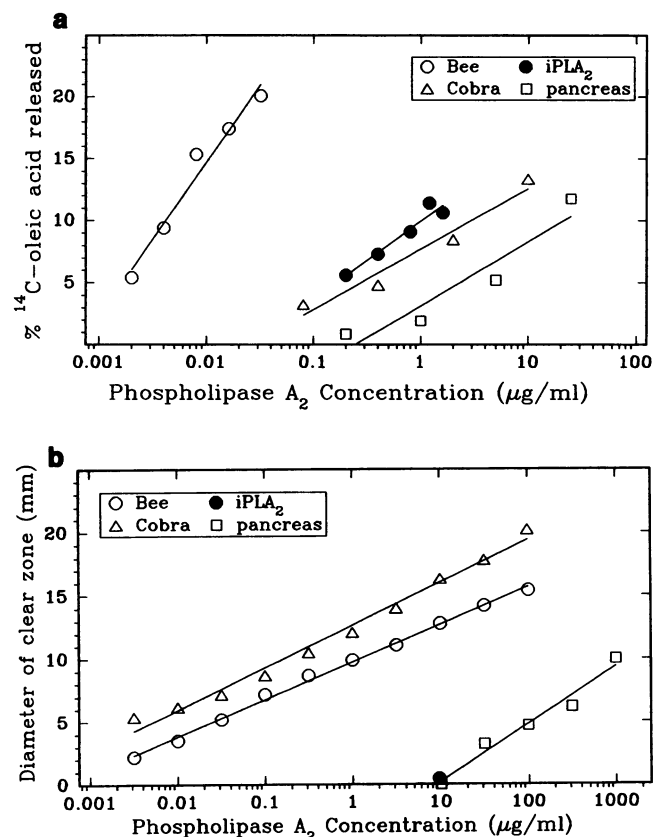 a
% ¹⁴C-oleic acid released
20
15
10
5
Bee iPLA₂
Cobra pancreas
0.001 0.01 0.1 1 10 100
Phospholipase A₂ Concentration (μg/ml)
b
Diameter of clear zone (mm)
20
15
10
5
0
Bee iPLA₂
Cobra pancreas
0.001 0.01 0.1 1 10 100 1000
Phospholipase A₂ Concentration (μg/ml)